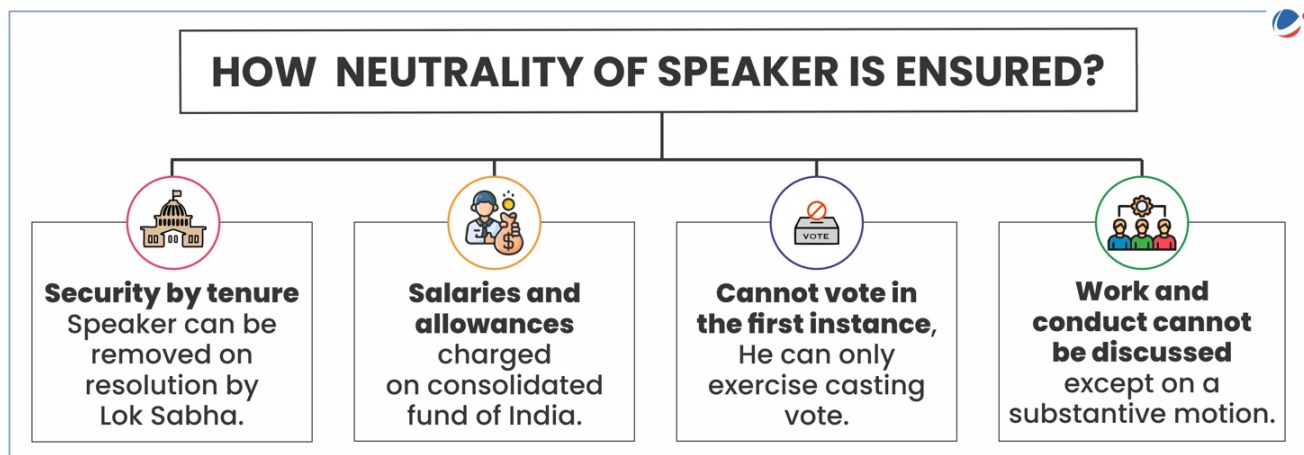 HOW NEUTRALITY OF SPEAKER IS ENSURED?
Security by tenure
Speaker can be
removed on
resolution by
Lok Sabha.
Salaries and
allowances
charged
on consolidated
fund of India.
VOTE
Cannot vote in
the first instance,
He can only
exercise casting
vote.
Work and
conduct cannot
be discussed
except on a
substantive motion.